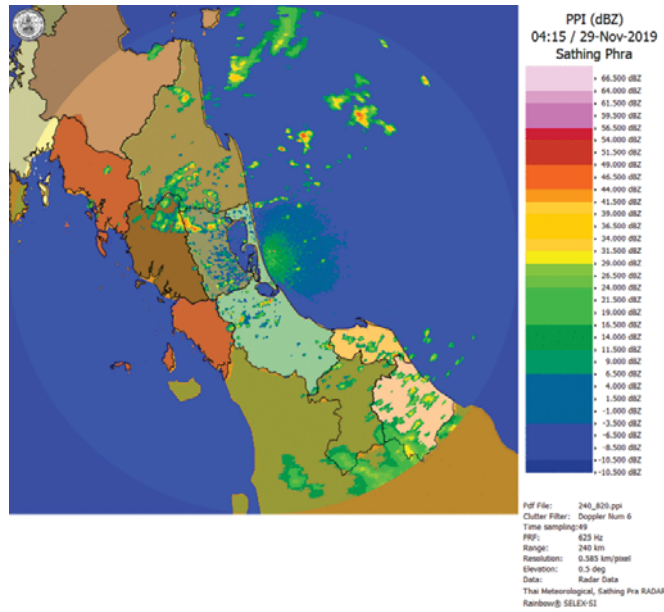 PPI (dBZ)
04:15 / 29-Nov-2019
Sathing Phra
66.500 dBZ
64.000 dBZ
61.500 dBZ
59.300 dBZ
56.500 dBZ
54.000 dBZ
51.500 dBZ
49.000 dBZ
46.500 dBZ
44.000 dBZ
41.500 dBZ
39.000 dBZ
36.500 dBZ
34.000 dBZ
31.500 dBZ
29.000 dBZ
26.500 dBZ
24.000 dBZ
21.500 dBZ
19.000 dBZ
16.500 dBZ
14.000 dBZ
11.500 dBZ
9.000 dBZ
6.500 dBZ
4.000 dBZ
1.500 dBZ
-1.000 dBZ
-3.500 dBZ
-6.500 dBZ
-8.500 dBZ
-10.500 dBZ
-10.500 dBZ
Pdf File: 240_820.ppi
Clutter Filter: Doppler Num 6
Time sampling:49
PRF: 625 Hz
Range: 240 km
Resolution: 0.585 km/pixel
Elevation: 0.5 deg
Data: Radar Data
Thai Meteorological, Sathing Pra RADAR
Rainbow® SELEX-SI